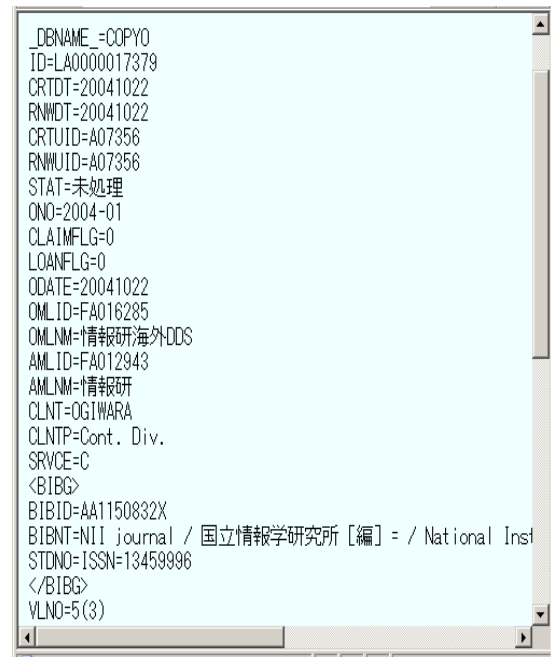 _DBNAME_=COPYO
ID=LA0000017379
CRTDT=20041022
RNWDT=20041022
CRTUID=A07356
RNWUID=A07356
STAT=未処理
ONO=2004-01
CLAIMFLG=0
LOANFLG=0
ODATE=20041022
OMLID=FA016285
OMLNM=情報研海外DDS
AMLID=FA012943
AMLNM=情報研
CLNT=OGIWARA
CLNTP=Cont. Div.
SRVCE=C
<BIBG>
BIBID=AA1150832X
BIBNT=NII journal / 国立情報学研究所 [編] = / National Inst
STDNO=ISSN=13459996
</BIBG>
VLNO=5(3)